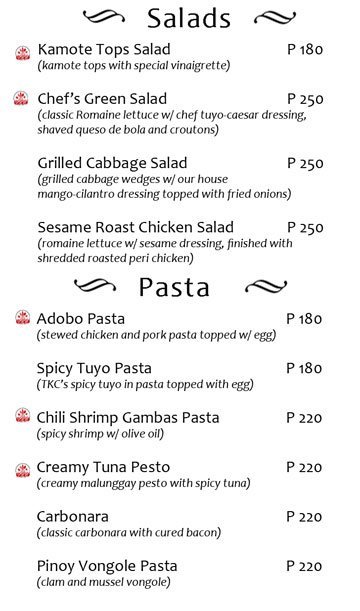 Salads
Kamote Tops Salad P 180
(kamote tops with special vinaigrette)
Chef's Green Salad P 250
(classic Romaine lettuce w/ chef tuyo-caesar dressing,
shaved queso de bola and croutons)
Grilled Cabbage Salad P 250
(grilled cabbage wedges w/ our house
mango-cilantro dressing topped with fried onions)
Sesame Roast Chicken Salad P 250
(romaine lettuce w/ sesame dressing, finished with
shredded roasted peri chicken)
Pasta
Adobo Pasta P 180
(stewed chicken and pork pasta topped w/ egg)
Spicy Tuyo Pasta P 180
(TKC's spicy tuyo in pasta topped with egg)
Chili Shrimp Gambas Pasta P 220
(spicy shrimp w/ olive oil)
Creamy Tuna Pesto P 220
(creamy malunggay pesto with spicy tuna)
Carbonara P 220
(classic carbonara with cured bacon)
Pinoy Vongole Pasta P 220
(clam and mussel vongole)